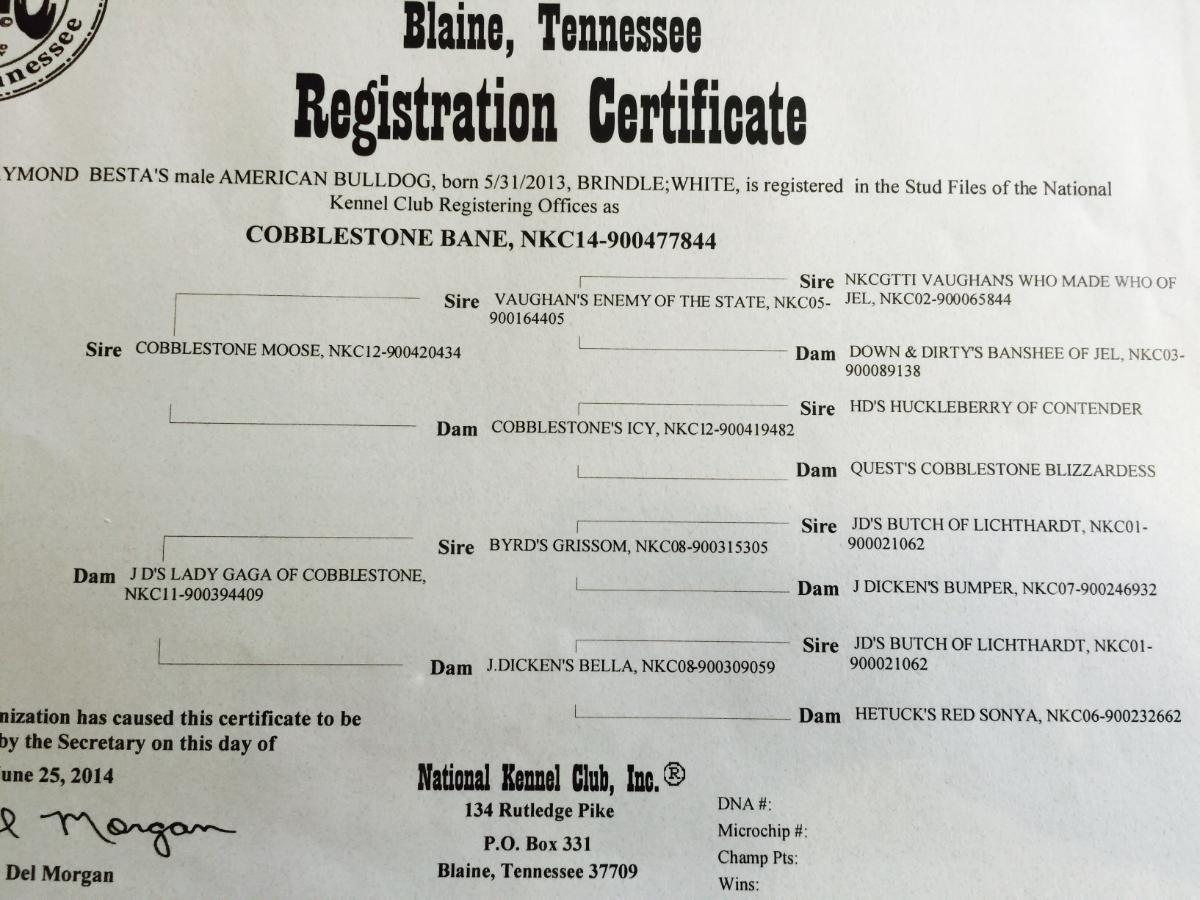 nnessee
Blaine, Tennessee
Registration Certificate
YMOND BESTA'S male AMERICAN BULLDOG, born 5/31/2013, BRINDLE;WHITE, is registered in the Stud Files of the National
Kennel Club Registering Offices as
COBBLESTONE BANE, NKC14-900477844
Sire NKCGTTI VAUGHAN'S WHO MADE WHO OF
JEL, NKC02-900065844
Sire VAUGHAN'S ENEMY OF THE STATE, NKC05-
900164405
Dam DOWN & DIRTY'S BANSHEE OF JEL, NKC03-
900089138
Sire COBBLESTONE MOOSE, NKC12-900420434
Sire HD'S HUCKLEBERRY OF CONTENDER
Dam COBBLESTONE'S ICY, NKC12-900419482
Dam QUEST'S COBBLESTONE BLIZZARDESS
Sire JD'S BUTCH OF LICHTHARDT, NKC01-
900021062
Sire BYRD'S GRISSOM, NKC08-900315305
Dam J DICKEN'S BUMPER, NKC07-900246932
Dam J D'S LADY GAGA OF COBBLESTONE,
NKC11-900394409
Sire JD'S BUTCH OF LICHTHARDT, NKC01-
900021062
Dam J.DICKEN'S BELLA, NKC08-900309059
Dam HETUCK'S RED SONYA, NKC06-900232662
nization has caused this certificate to be
by the Secretary on this day of
une 25, 2014
l Morgan
Del Morgan
National Kennel Club, Inc.®
134 Rutledge Pike
P.O. Box 331
Blaine, Tennessee 37709
DNA #:
Microchip #:
Champ Pts:
Wins: